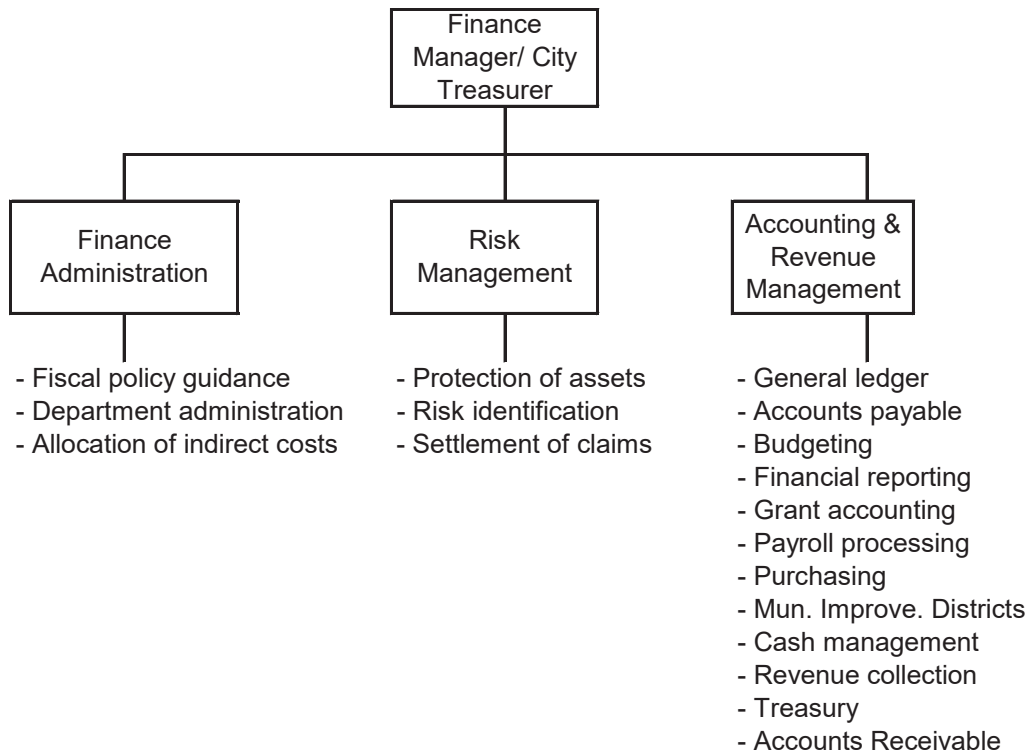 Finance
Manager/ City
Treasurer
Finance
Administration
Risk
Management
Accounting &
Revenue
Management
- Fiscal policy guidance
- Department administration
- Allocation of indirect costs
- Protection of assets
- Risk identification
- Settlement of claims
- General ledger
- Accounts payable
- Budgeting
- Financial reporting
- Grant accounting
- Payroll processing
- Purchasing
- Mun. Improve. Districts
- Cash management
- Revenue collection
- Treasury
- Accounts Receivable